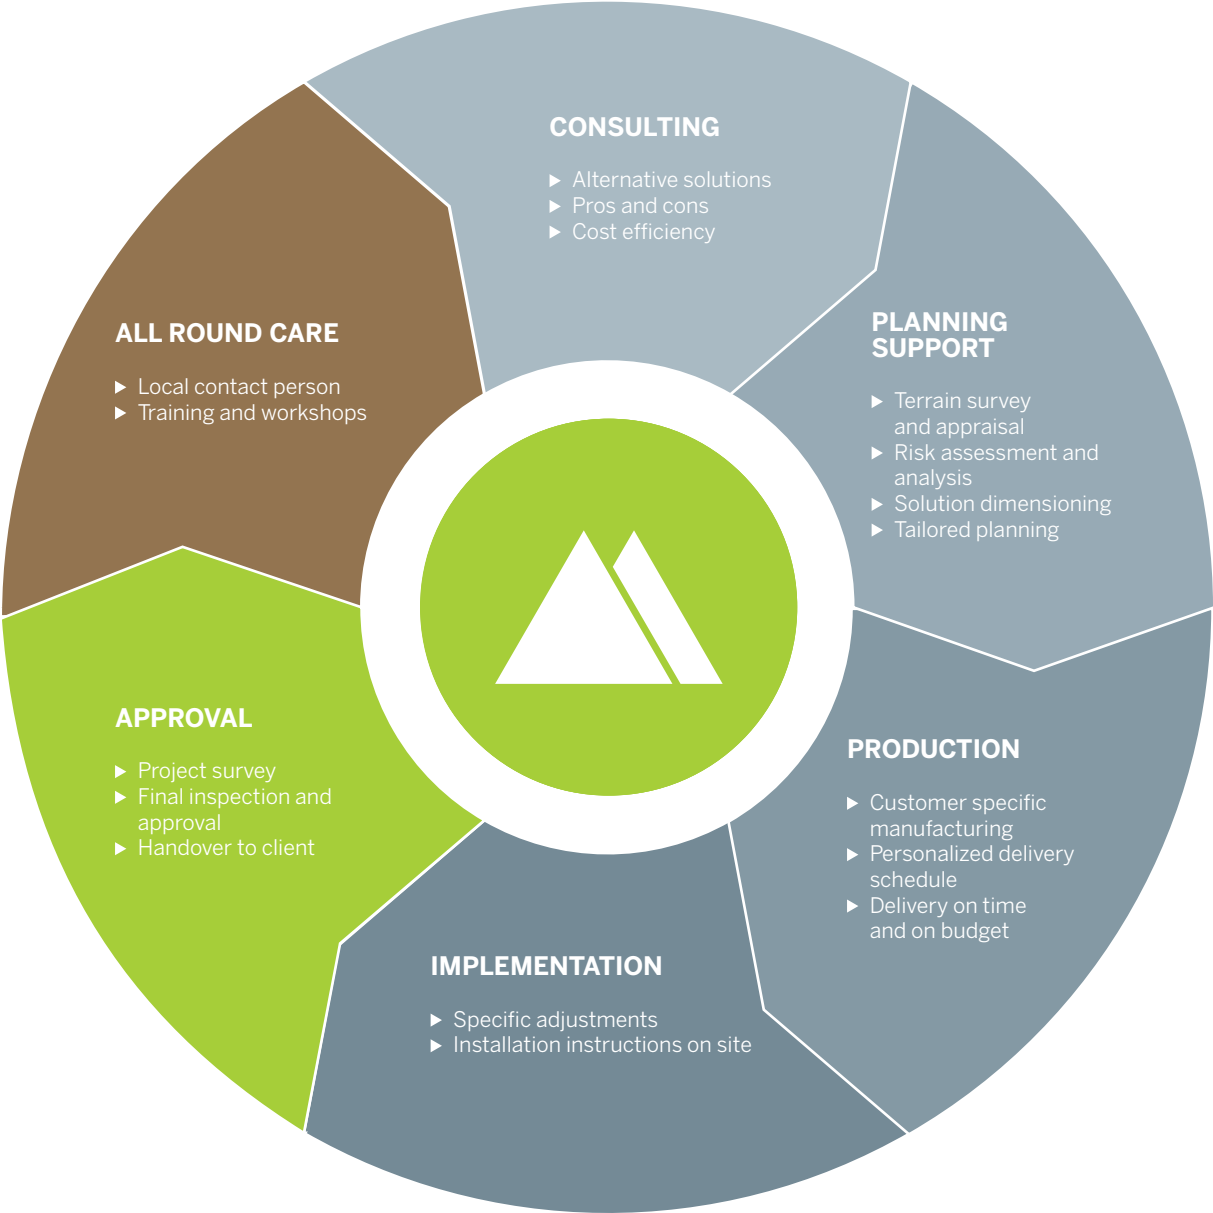 CONSULTING
▶ Alternative solutions
▶ Pros and cons
▶ Cost efficiency
PLANNING
SUPPORT
▶ Terrain survey
and appraisal
▶ Risk assessment and
analysis
▶ Solution dimensioning
▶ Tailored planning
PRODUCTION
▶ Customer specific
manufacturing
▶ Personalized delivery
schedule
▶ Delivery on time
and on budget
IMPLEMENTATION
▶ Specific adjustments
▶ Installation instructions on site
APPROVAL
▶ Project survey
▶ Final inspection and
approval
▶ Handover to client
ALL ROUND CARE
▶ Local contact person
▶ Training and workshops